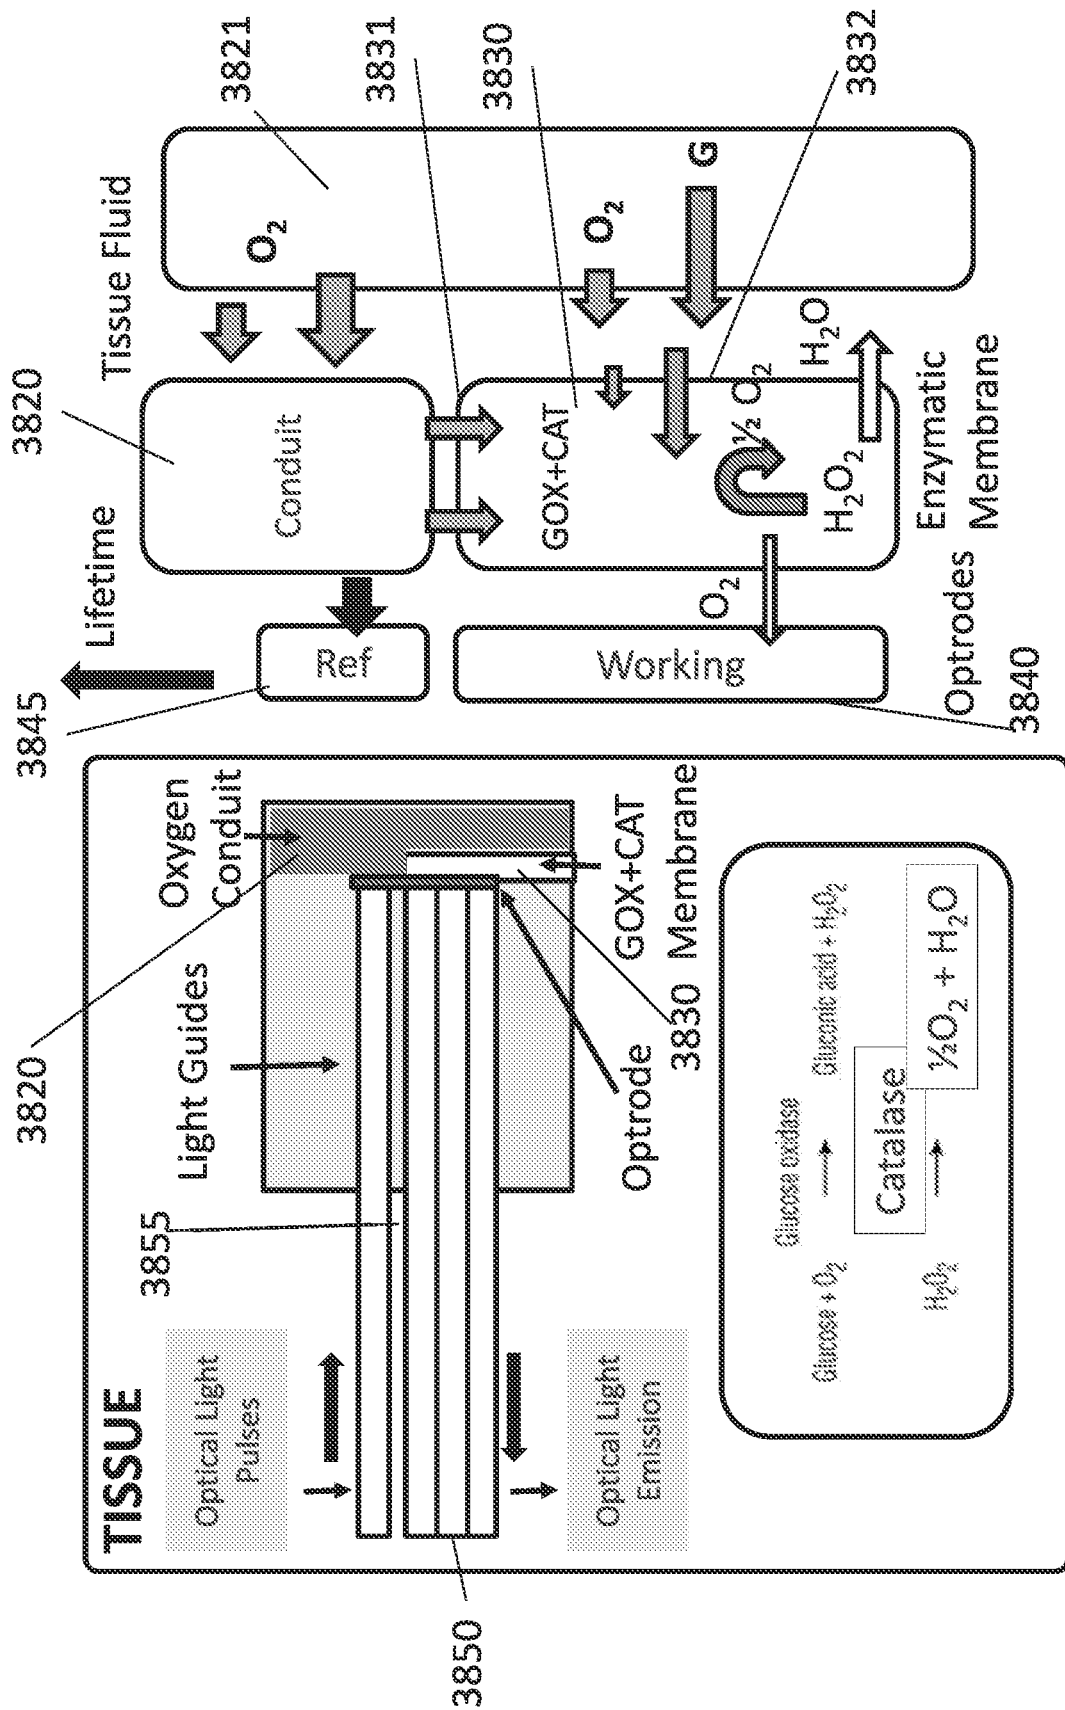 TISSUE
Optical Light
Pulses
Optical Light
Emission
3850
3855
3820
Light Guides
Oxygen
Conduit
Optrode
3830
GOX+CAT
Membrane
Glucose oxidase
Glucose + O₂
Gluconic acid + H₂O₂
Catalase
H₂O₂
½O₂ + H₂O
3845
Lifetime
3820
Tissue Fluid
3821
3831
3830
3832
Ref
Conduit
O₂
Working
O₂
GOX+CAT
O₂
G
½ O₂
H₂O₂
H₂O
Optrodes
3840
Enzymatic
Membrane